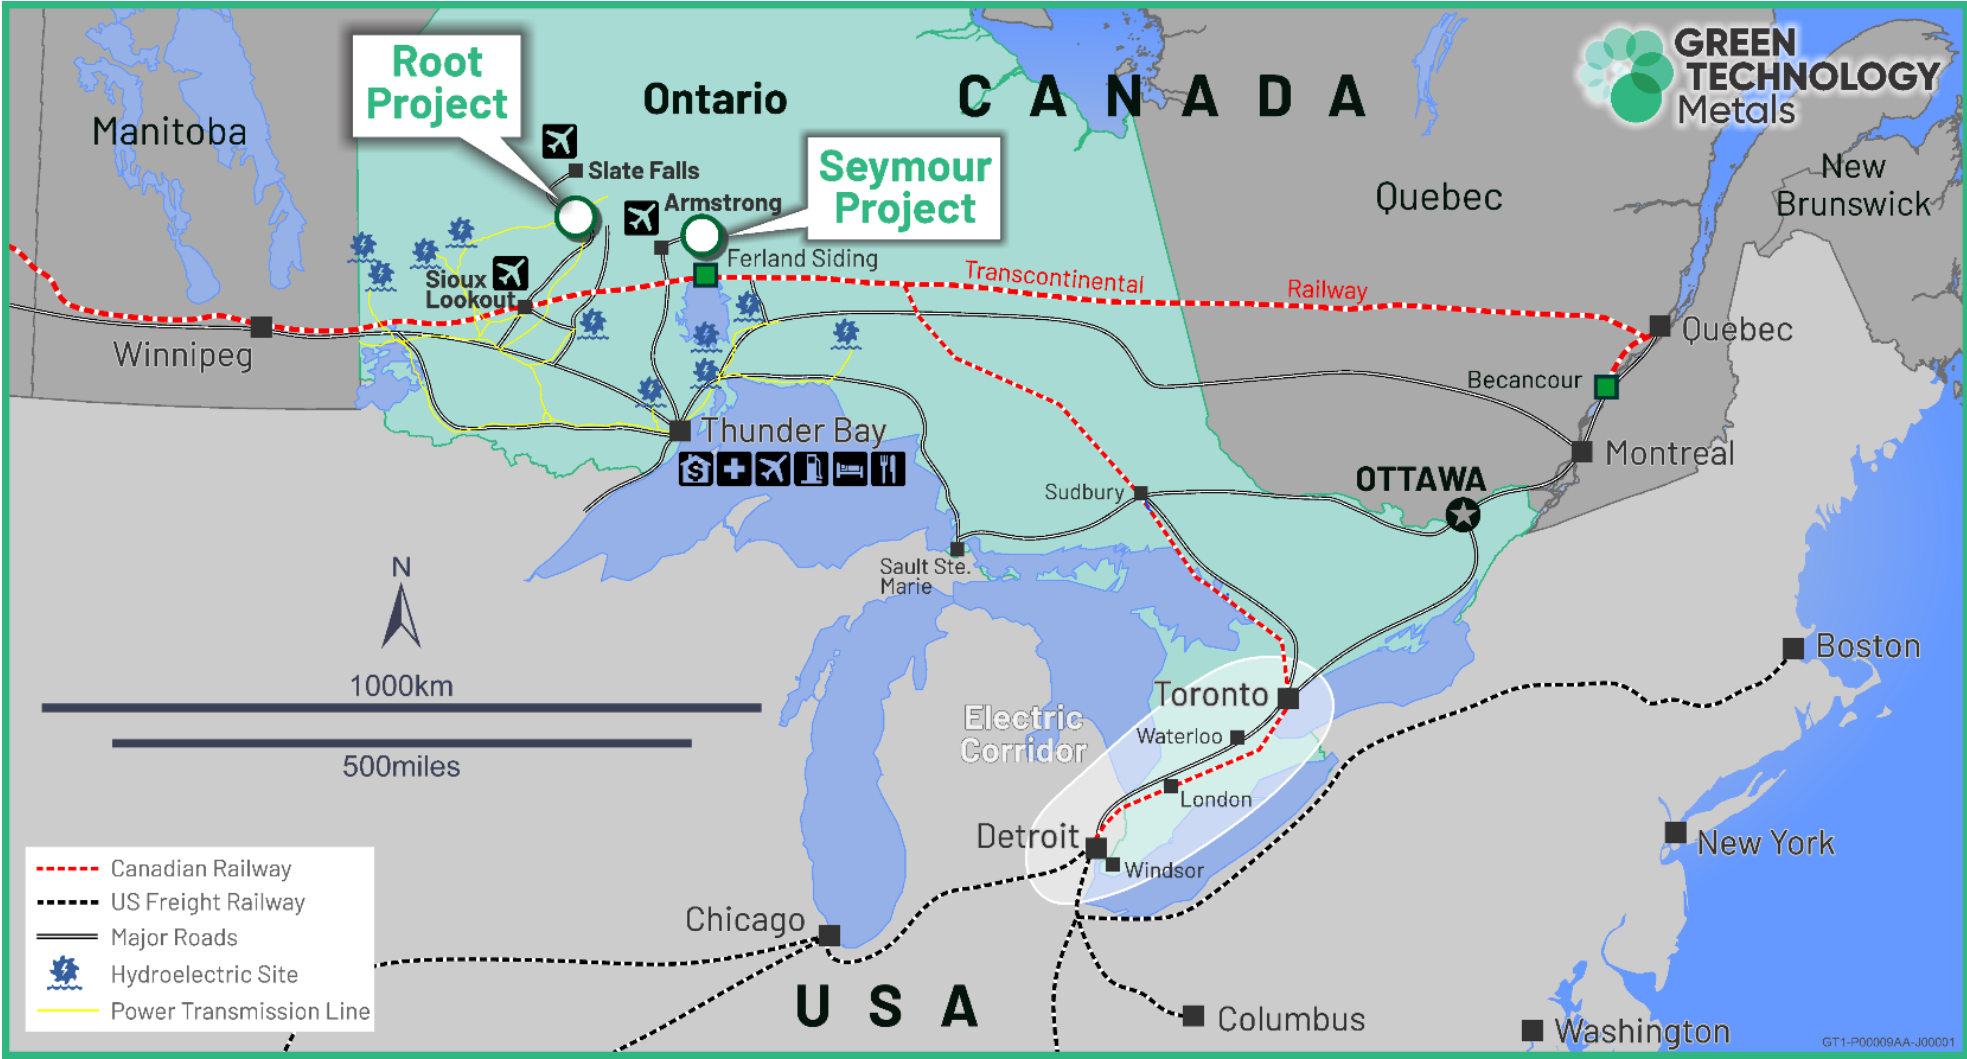 GREEN
TECHNOLOGY
Metals
Root
Project
Ontario
CANADA
Manitoba
Slate Falls
Seymour
Project
Armstrong
New
Brunswick
Quebec
Ferland Siding
Sioux
Lookout
Transcontinental
Railway
Winnipeg
Quebec
Becancour
Thunder Bay
Montreal
$
OTTAWA
Sudbury
Sault Ste.
Marie
N
1000km
500miles
Boston
Toronto
Electric
Corridor
Waterloo
London
Detroit
Windsor
New York
Chicago
Canadian Railway
US Freight Railway
Major Roads
Hydroelectric Site
Power Transmission Line
USA
Columbus
Washington
GT1-P00009AA-J00001